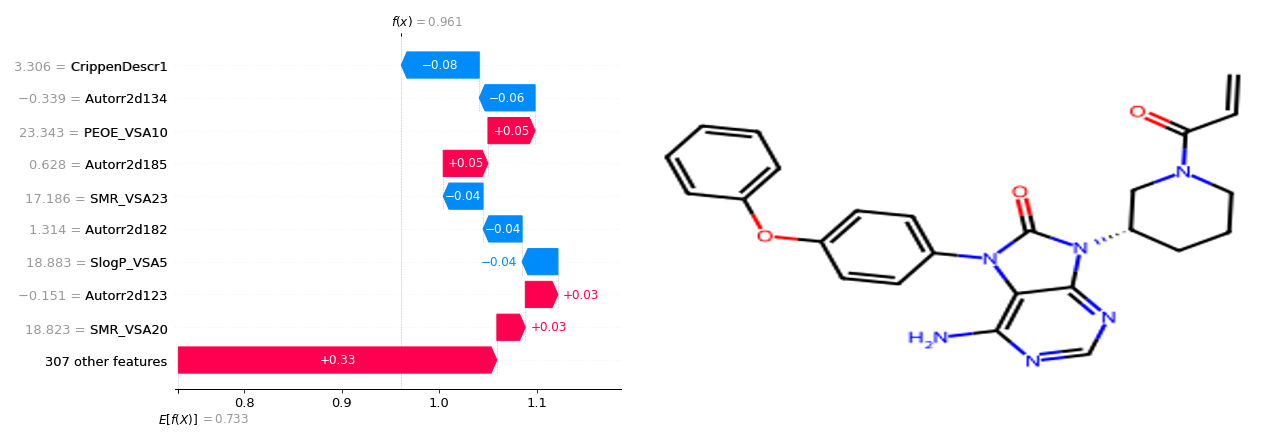 f(x) = 0.961
3.306 = CrippenDescr1
−0.08
−0.339 = Autorr2d134
−0.06
23.343 = PEOE_VSA10
+0.05
0.628 = Autorr2d185
+0.05
17.186 = SMR_VSA23
−0.04
1.314 = Autorr2d182
−0.04
18.883 = SlogP_VSA5
−0.04
−0.151 = Autorr2d123
+0.03
18.823 = SMR_VSA20
+0.03
307 other features
+0.33
0.8 0.9 1.0 1.1
E[f(X)] = 0.733
O
N
O
O
N
N
N
H₂N
N